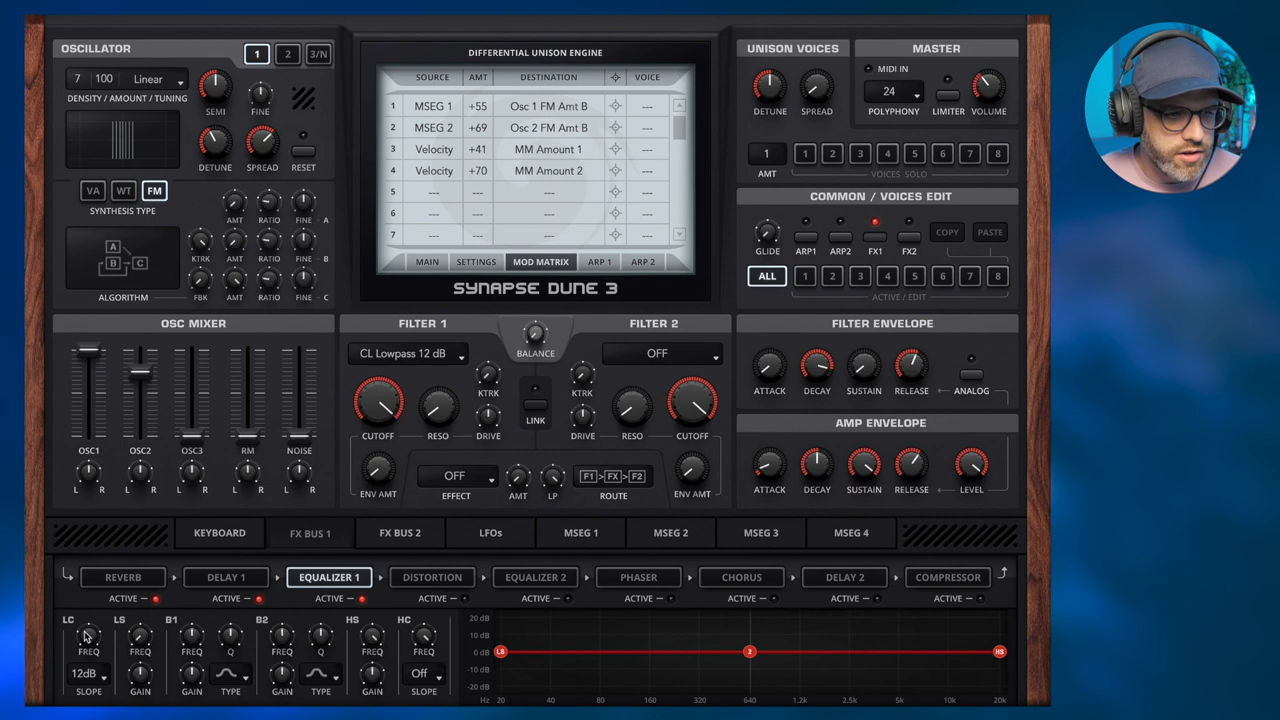 OSCILLATOR
1 2 3/N
7 100 Linear
DENSITY / AMOUNT / TUNING
SEMI FINE
DETUNE SPREAD RESET
VA WT FM
SYNTHESIS TYPE
AMT RATIO FINE A
KTRK AMT RATIO FINE B
A
B C
ALGORITHM
FBK AMT RATIO FINE C
DIFFERENTIAL UNISON ENGINE
SOURCE AMT DESTINATION VOICE
1 MSEG 1 +55 Osc 1 FM Amt B ---
2 MSEG 2 +69 Osc 2 FM Amt B ---
3 Velocity +41 MM Amount 1 ---
4 Velocity +70 MM Amount 2 ---
5 --- --- --- ---
6 --- --- --- ---
7 --- --- --- ---
MAIN SETTINGS MOD MATRIX ARP 1 ARP 2
SYNAPSE DUNE 3
UNISON VOICES
DETUNE SPREAD
MASTER
MIDI IN
24
POLYPHONY LIMITER VOLUME
1 1 2 3 4 5 6 7 8
AMT VOICES SOLO
COMMON / VOICES EDIT
GLIDE ARP1 ARP2 FX1 FX2 COPY PASTE
ALL 1 2 3 4 5 6 7 8
ACTIVE / EDIT
OSC MIXER
OSC1 OSC2 OSC3 RM NOISE
L R L R L R L R L R
FILTER 1 FILTER 2
BALANCE
CL Lowpass 12 dB OFF
KTRK KTRK
LINK
CUTOFF RESO DRIVE DRIVE RESO CUTOFF
OFF F1 > FX > F2
ENV AMT EFFECT AMT LP ROUTE ENV AMT
FILTER ENVELOPE
ATTACK DECAY SUSTAIN RELEASE ANALOG
AMP ENVELOPE
ATTACK DECAY SUSTAIN RELEASE LEVEL
KEYBOARD FX BUS 1 FX BUS 2 LFOs MSEG 1 MSEG 2 MSEG 3 MSEG 4
REVERB DELAY 1 EQUALIZER 1 DISTORTION EQUALIZER 2 PHASER CHORUS DELAY 2 COMPRESSOR
ACTIVE ACTIVE ACTIVE ACTIVE ACTIVE ACTIVE ACTIVE ACTIVE ACTIVE
LC LS B1 B2 HS HC
FREQ FREQ FREQ Q FREQ Q FREQ FREQ
12dB Off
SLOPE GAIN GAIN TYPE GAIN TYPE GAIN SLOPE
20 dB
10 dB
0 dB
-10 dB
-20 dB
LS 2 HS
Hz 20 40 80 160 320 640 1.2k 2.5k 5k 10k 20k